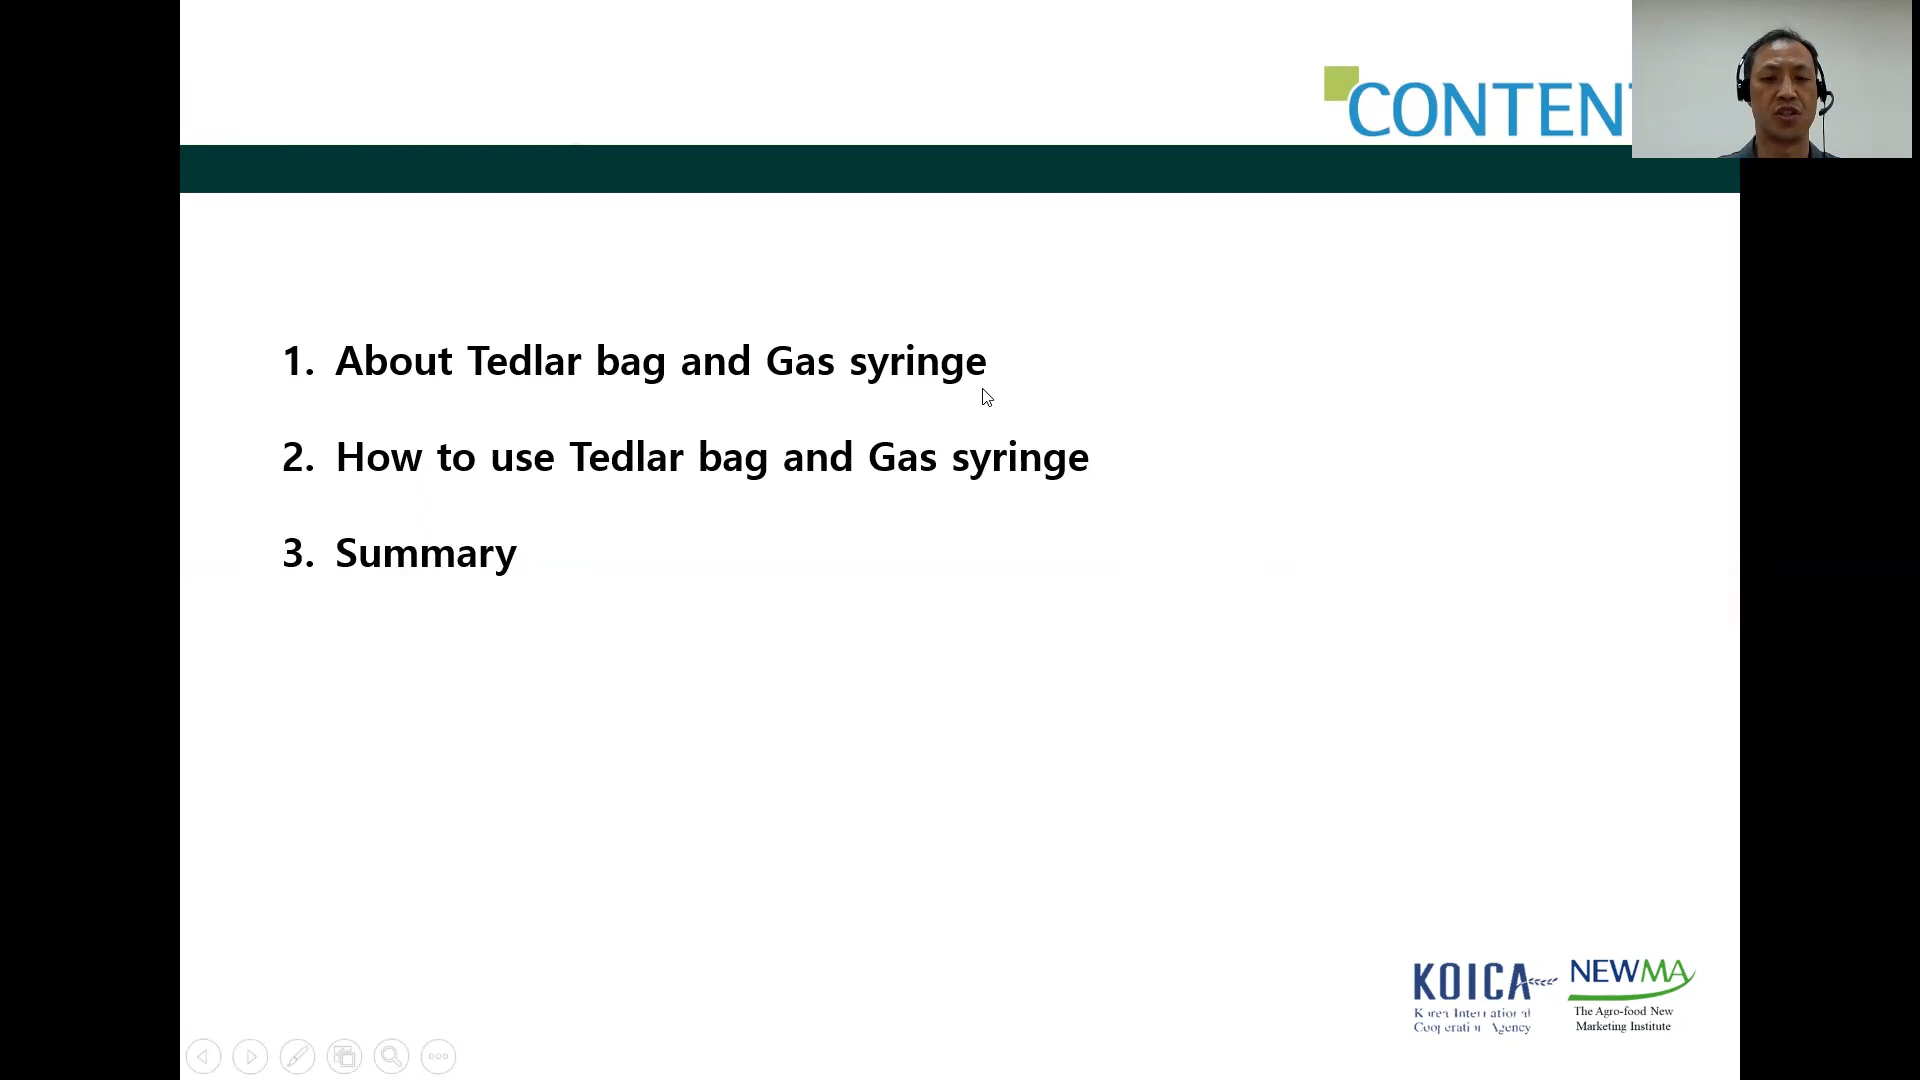 CONTEN
1. About Tedlar bag and Gas syringe
2. How to use Tedlar bag and Gas syringe
3. Summary
KOICA
Korea International
Cooperation Agency
NEWMA
The Agro-food New
Marketing Institute